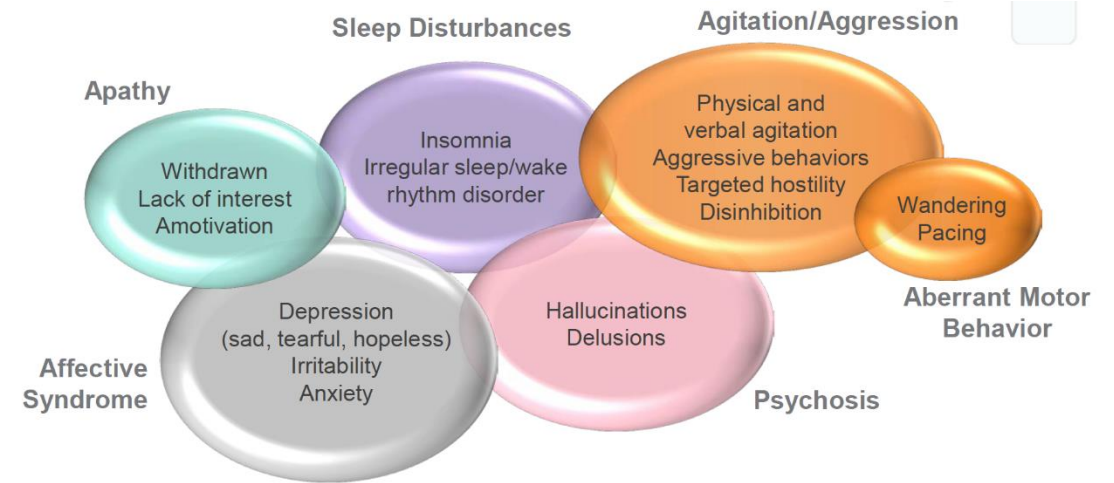 Sleep Disturbances
Agitation/Aggression
Apathy
Withdrawn
Lack of interest
Amotivation
Insomnia
Irregular sleep/wake
rhythm disorder
Physical and
verbal agitation
Aggressive behaviors
Targeted hostility
Disinhibition
Wandering
Pacing
Aberrant Motor
Behavior
Depression
(sad, tearful, hopeless)
Irritability
Anxiety
Affective
Syndrome
Hallucinations
Delusions
Psychosis